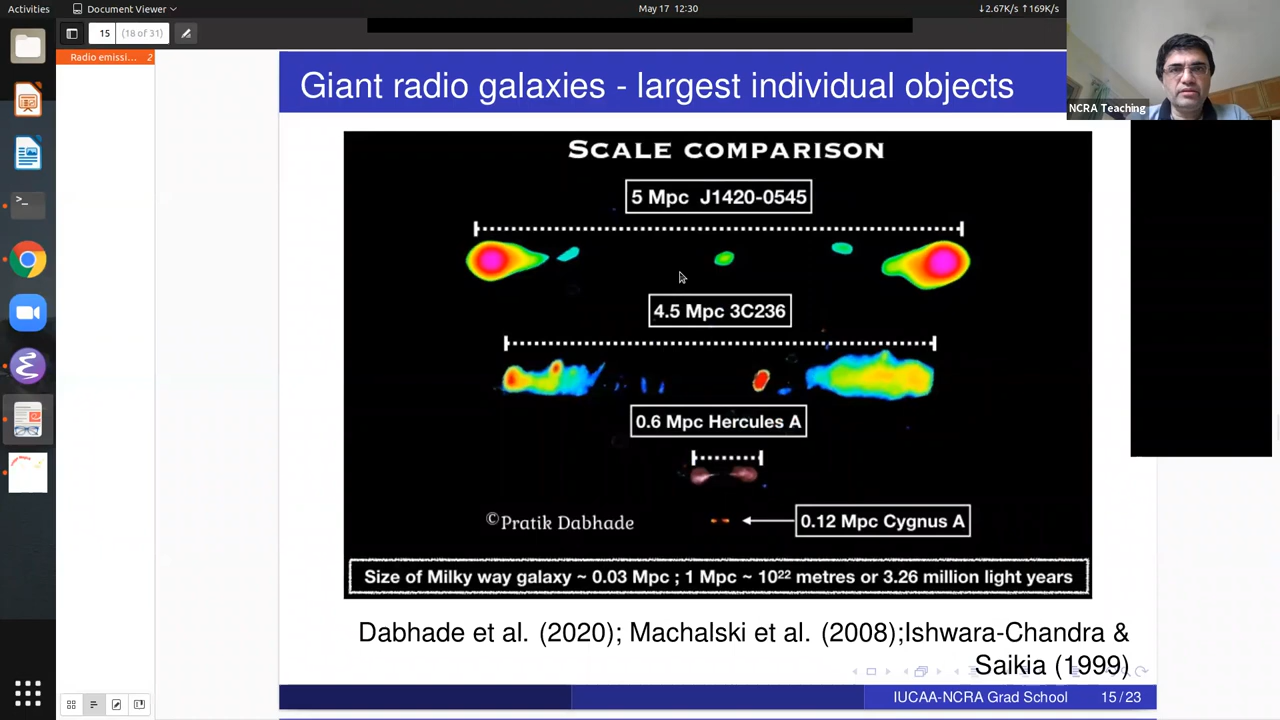 Activities
Document Viewer
May 17 12:30
↓2.67K/s ↑169K/s
15
(18 of 31)
Radio emissi... 2
Giant radio galaxies - largest individual objects
NCRA Teaching
SCALE COMPARISON
5 Mpc J1420-0545
4.5 Mpc 3C236
0.6 Mpc Hercules A
©Pratik Dabhade
0.12 Mpc Cygnus A
Size of Milky way galaxy ~ 0.03 Mpc ; 1 Mpc ~ 10²² metres or 3.26 million light years
Dabhade et al. (2020); Machalski et al. (2008);Ishwara-Chandra &
Saikia (1999)
IUCAA-NCRA Grad School
15/23